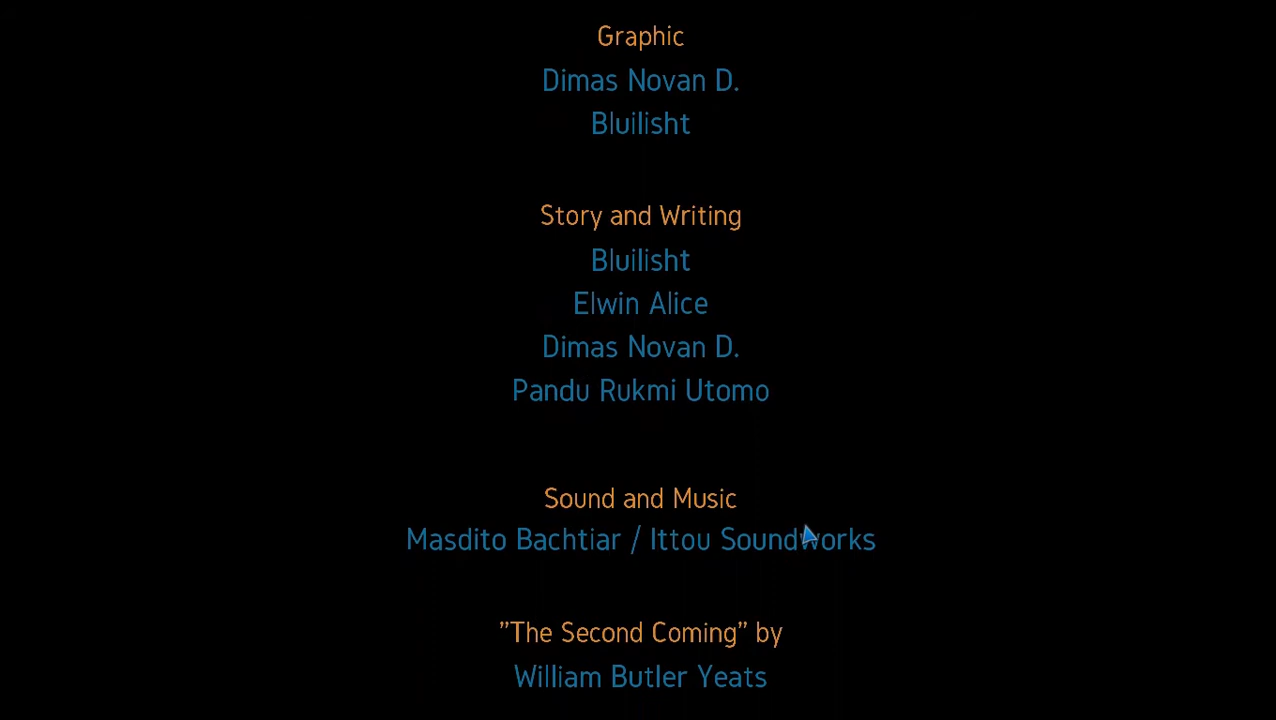 Graphic
Dimas Novan D.
Bluilisht
Story and Writing
Bluilisht
Elwin Alice
Dimas Novan D.
Pandu Rukmi Utomo
Sound and Music
Masdito Bachtiar / Ittou Soundworks
”The Second Coming” by
William Butler Yeats